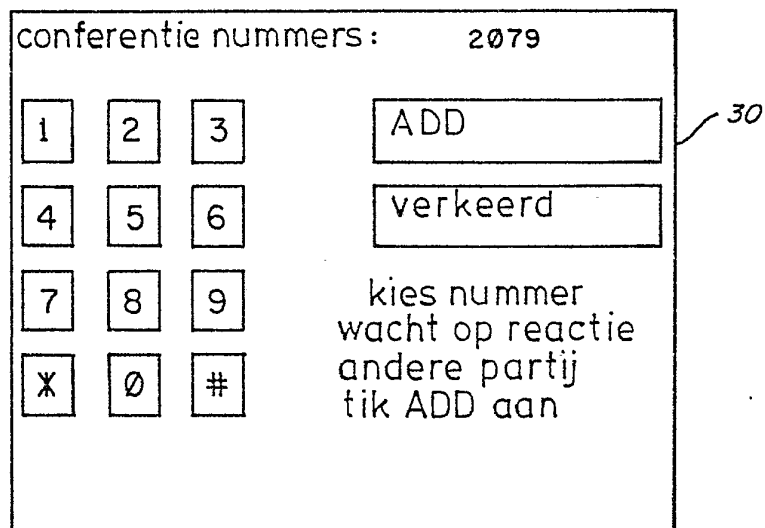 conferentie nummers: 2079
1 2 3 ADD 30
4 5 6 verkeerd
7 8 9 kies nummer
wacht op reactie
* 0 # andere partij
tik ADD aan